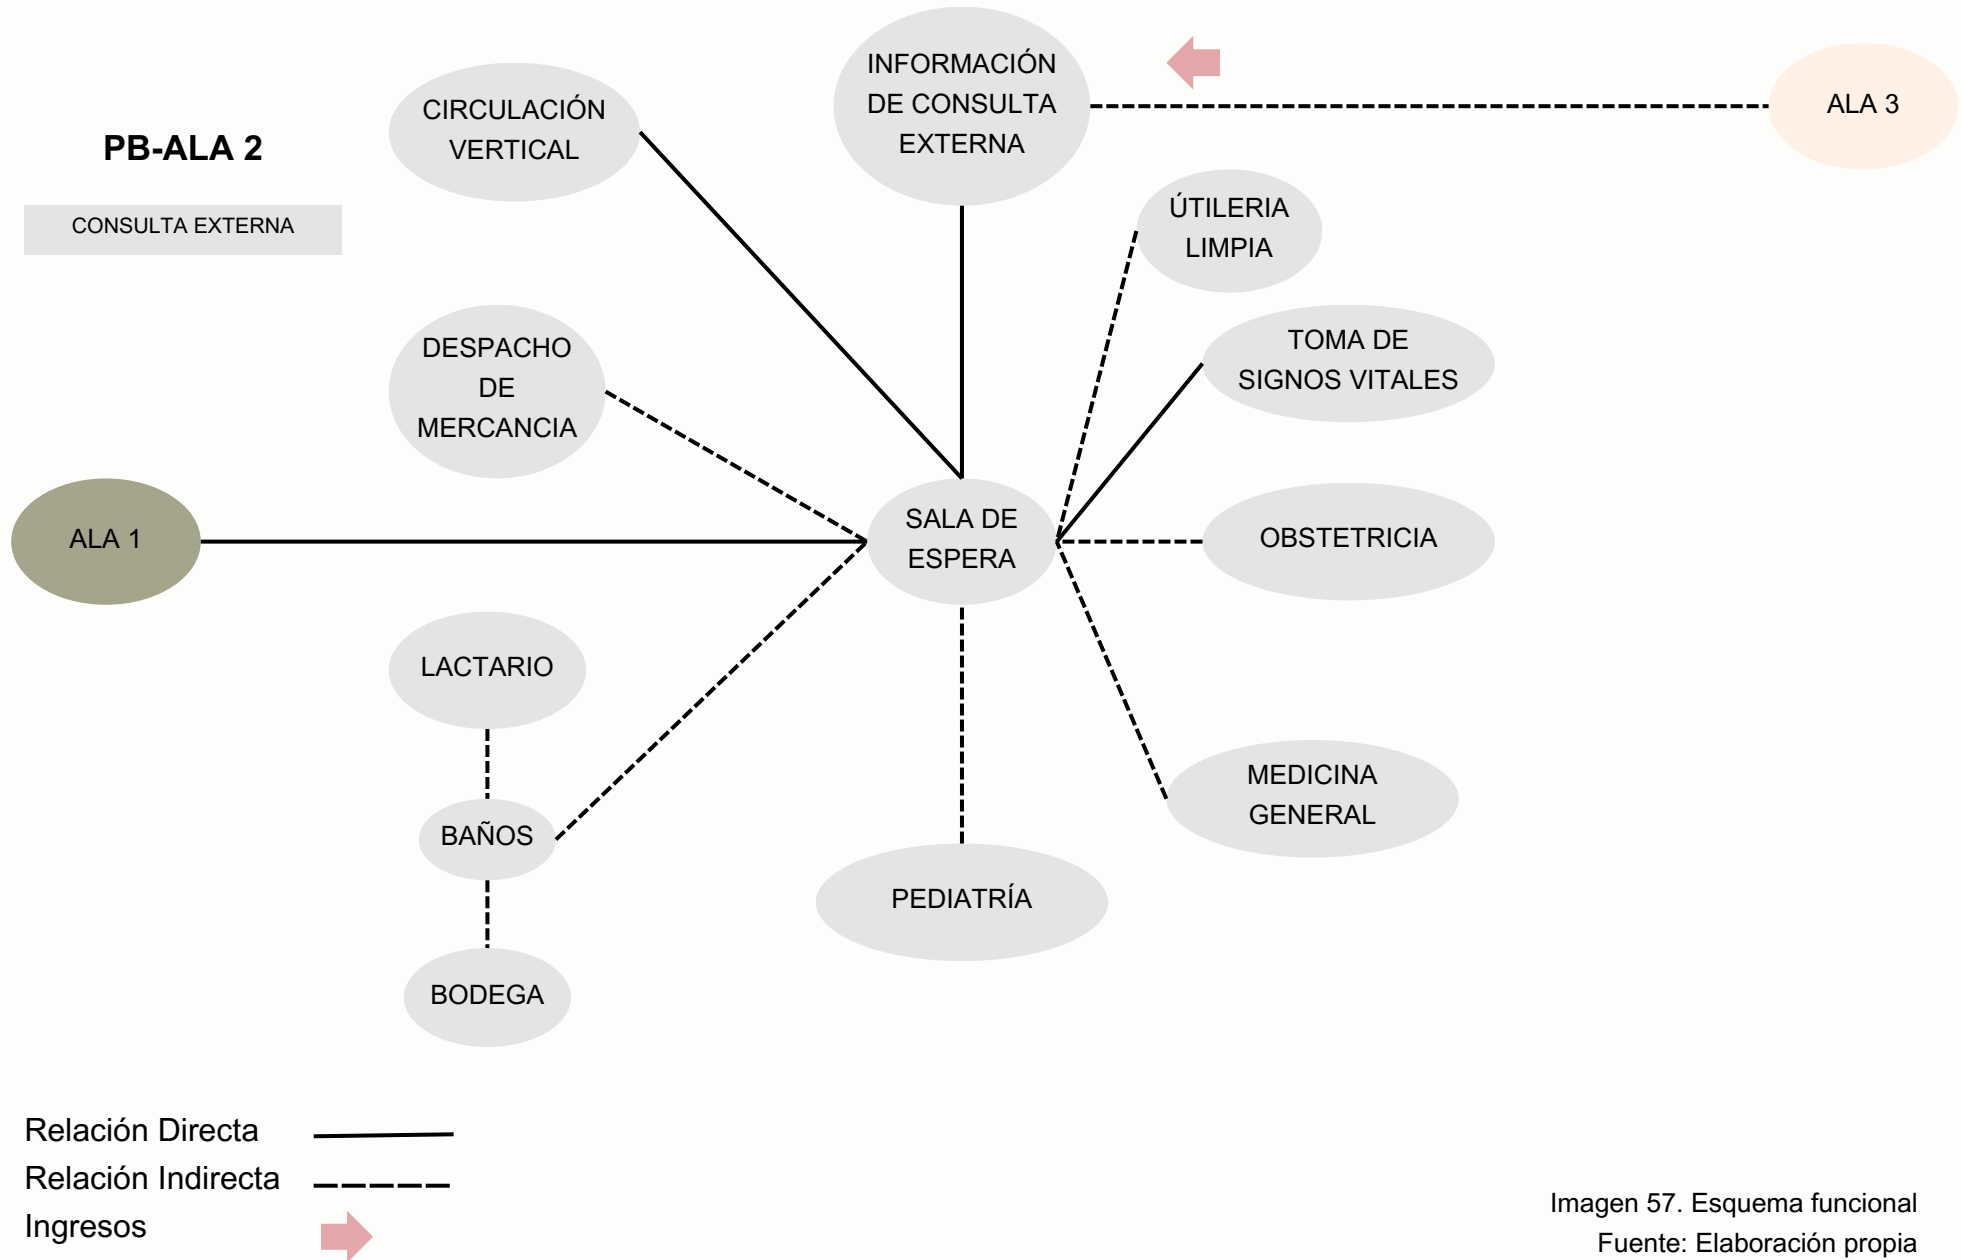 PB-ALA 2
CONSULTA EXTERNA
CIRCULACIÓN
VERTICAL
INFORMACIÓN
DE CONSULTA
EXTERNA
ALA 3
ÚTILERIA
LIMPIA
DESPACHO
DE
MERCANCIA
TOMA DE
SIGNOS VITALES
ALA 1
SALA DE
ESPERA
OBSTETRICIA
LACTARIO
MEDICINA
GENERAL
BAÑOS
PEDIATRÍA
BODEGA
Relación Directa
Relación Indirecta
Ingresos
Imagen 57. Esquema funcional
Fuente: Elaboración propia